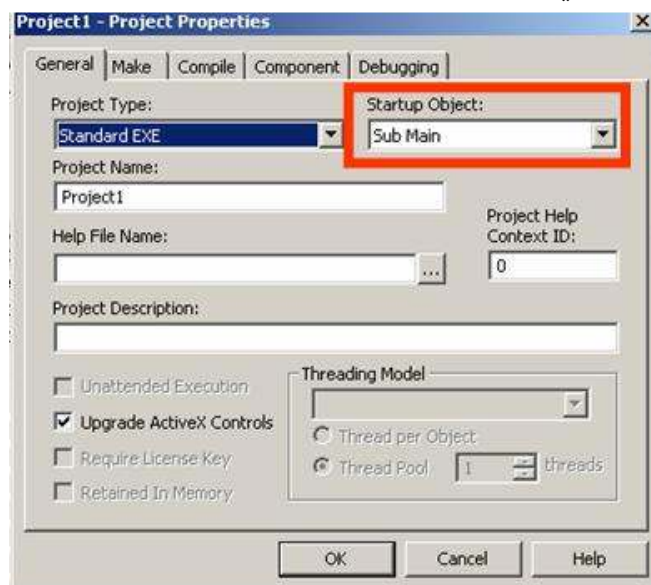 Project1 - Project Properties
General Make Compile Component Debugging
Project Type:
Standard EXE
Startup Object:
Sub Main
Project Name:
Project1
Help File Name:
...
Project Help
Context ID:
0
Project Description:
Unattended Execution
Upgrade ActiveX Controls
Require License Key
Retained In Memory
Threading Model
Thread per Object
Thread Pool 1 threads
OK Cancel Help